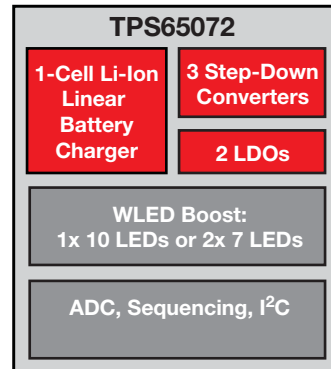 TPS65072
1-Cell Li-Ion
Linear
Battery
Charger
3 Step-Down
Converters
2 LDOs
WLED Boost:
1x 10 LEDs or 2x 7 LEDs
ADC, Sequencing, I²C